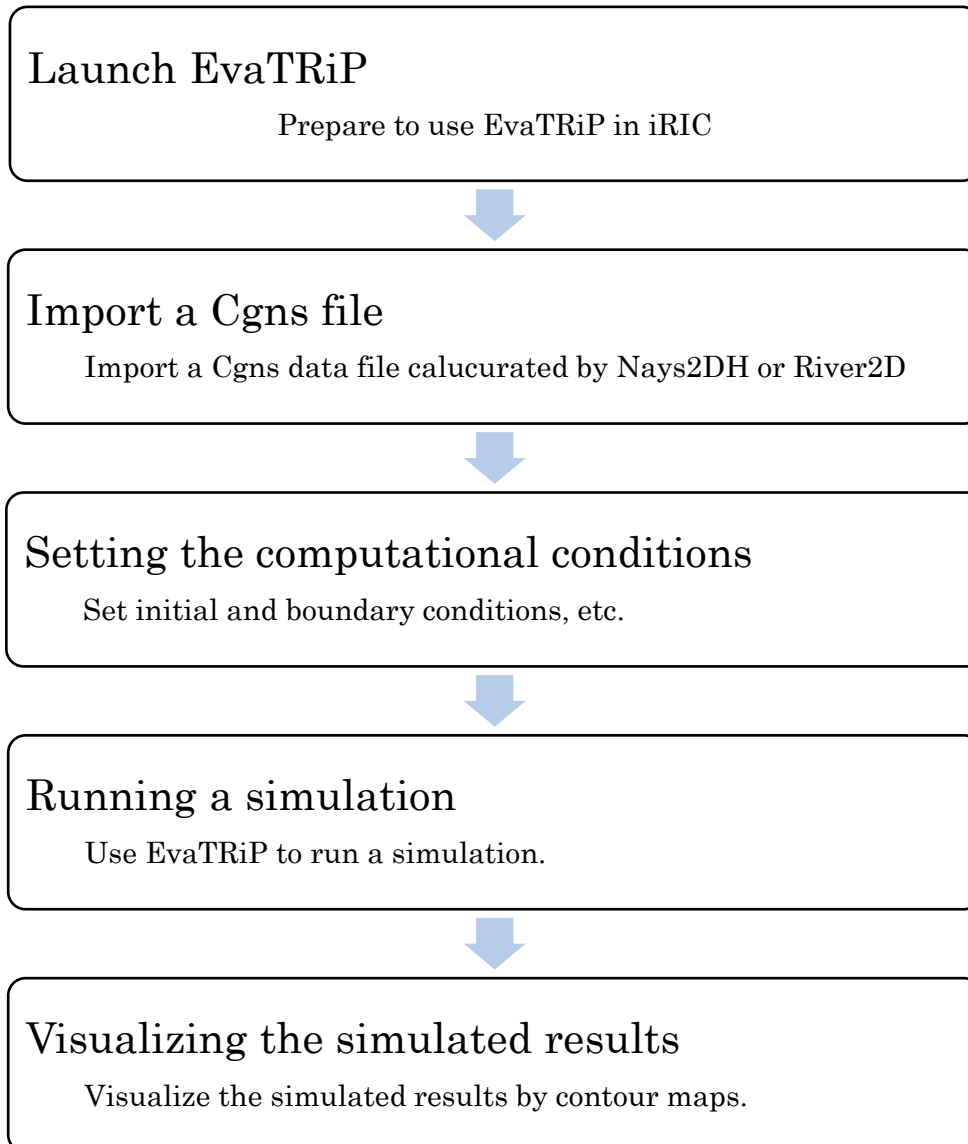 Launch EvaTRiP
Prepare to use EvaTRiP in iRIC
Import a Cgns file
Import a Cgns data file calucurated by Nays2DH or River2D
Setting the computational conditions
Set initial and boundary conditions, etc.
Running a simulation
Use EvaTRiP to run a simulation.
Visualizing the simulated results
Visualize the simulated results by contour maps.